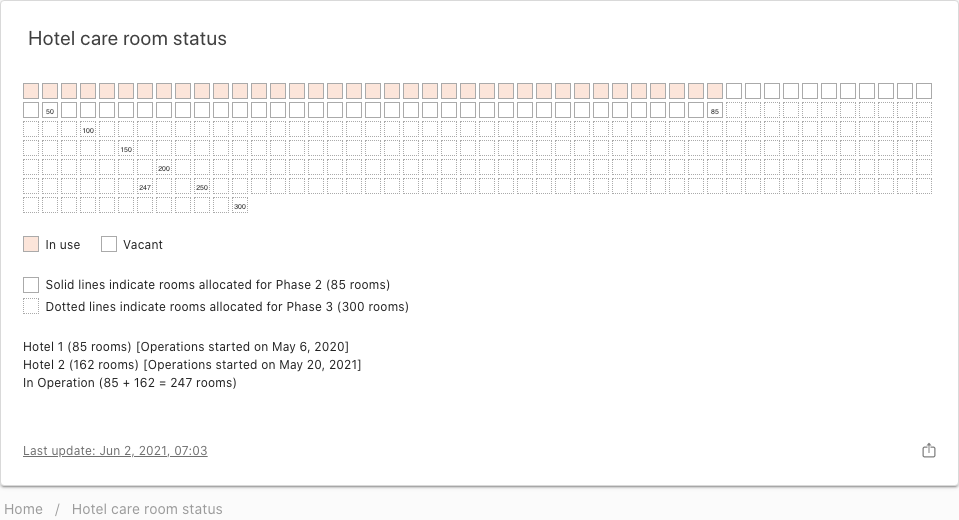 Hotel care room status
50
85
100
150
200
247
250
300
In use
Vacant
Solid lines indicate rooms allocated for Phase 2 (85 rooms)
Dotted lines indicate rooms allocated for Phase 3 (300 rooms)
Hotel 1 (85 rooms) [Operations started on May 6, 2020]
Hotel 2 (162 rooms) [Operations started on May 20, 2021]
In Operation (85 + 162 = 247 rooms)
Last update: Jun 2, 2021, 07:03
Home / Hotel care room status